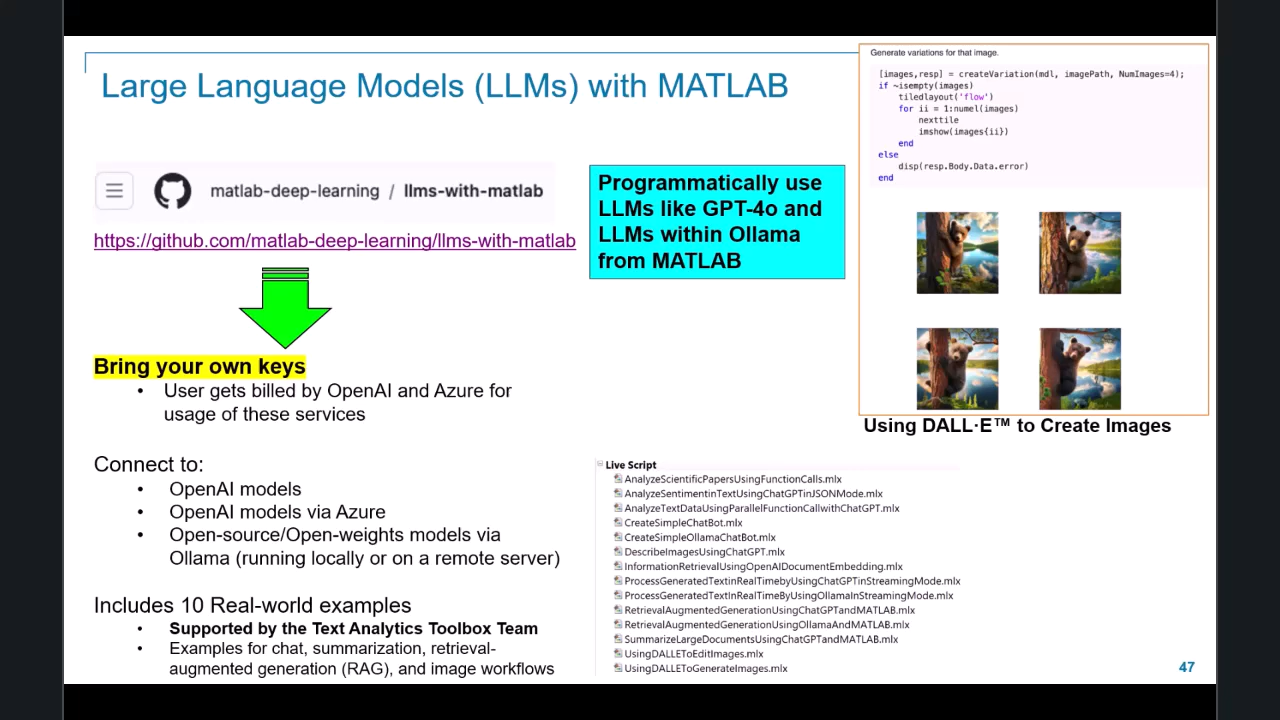 Large Language Models (LLMs) with MATLAB
matlab-deep-learning / llms-with-matlab
https://github.com/matlab-deep-learning/llms-with-matlab
Programmatically use
LLMs like GPT-4o and
LLMs within Ollama
from MATLAB
Bring your own keys
• User gets billed by OpenAI and Azure for
usage of these services
Connect to:
• OpenAI models
• OpenAI models via Azure
• Open-source/Open-weights models via
Ollama (running locally or on a remote server)
Includes 10 Real-world examples
• Supported by the Text Analytics Toolbox Team
• Examples for chat, summarization, retrieval-
augmented generation (RAG), and image workflows
Generate variations for that image.
[images,resp] = createVariation(mdl, imagePath, NumImages=4);
if ~isempty(images)
tiledlayout('flow')
for ii = 1:numel(images)
nexttile
imshow(images{ii})
end
else
disp(resp.Body.Data.error)
end
Using DALL·E™ to Create Images
Live Script
AnalyzeScientificPapersUsingFunctionCalls.mlx
AnalyzeSentimentinTextUsingChatGPTinJSONMode.mlx
AnalyzeTextDataUsingParallelFunctionCallwithChatGPT.mlx
CreateSimpleChatBot.mlx
CreateSimpleOllamaChatBot.mlx
DescribeImagesUsingChatGPT.mlx
InformationRetrievalUsingOpenAIDocumentEmbedding.mlx
ProcessGeneratedTextinRealTimebyUsingChatGPTinStreamingMode.mlx
ProcessGeneratedTextInRealTimeByUsingOllamaInStreamingMode.mlx
RetrievalAugmentedGenerationUsingChatGPTandMATLAB.mlx
RetrievalAugmentedGenerationUsingOllamaAndMATLAB.mlx
SummarizeLargeDocumentsUsingChatGPTandMATLAB.mlx
UsingDALLEToEditImages.mlx
UsingDALLEToGenerateImages.mlx
47